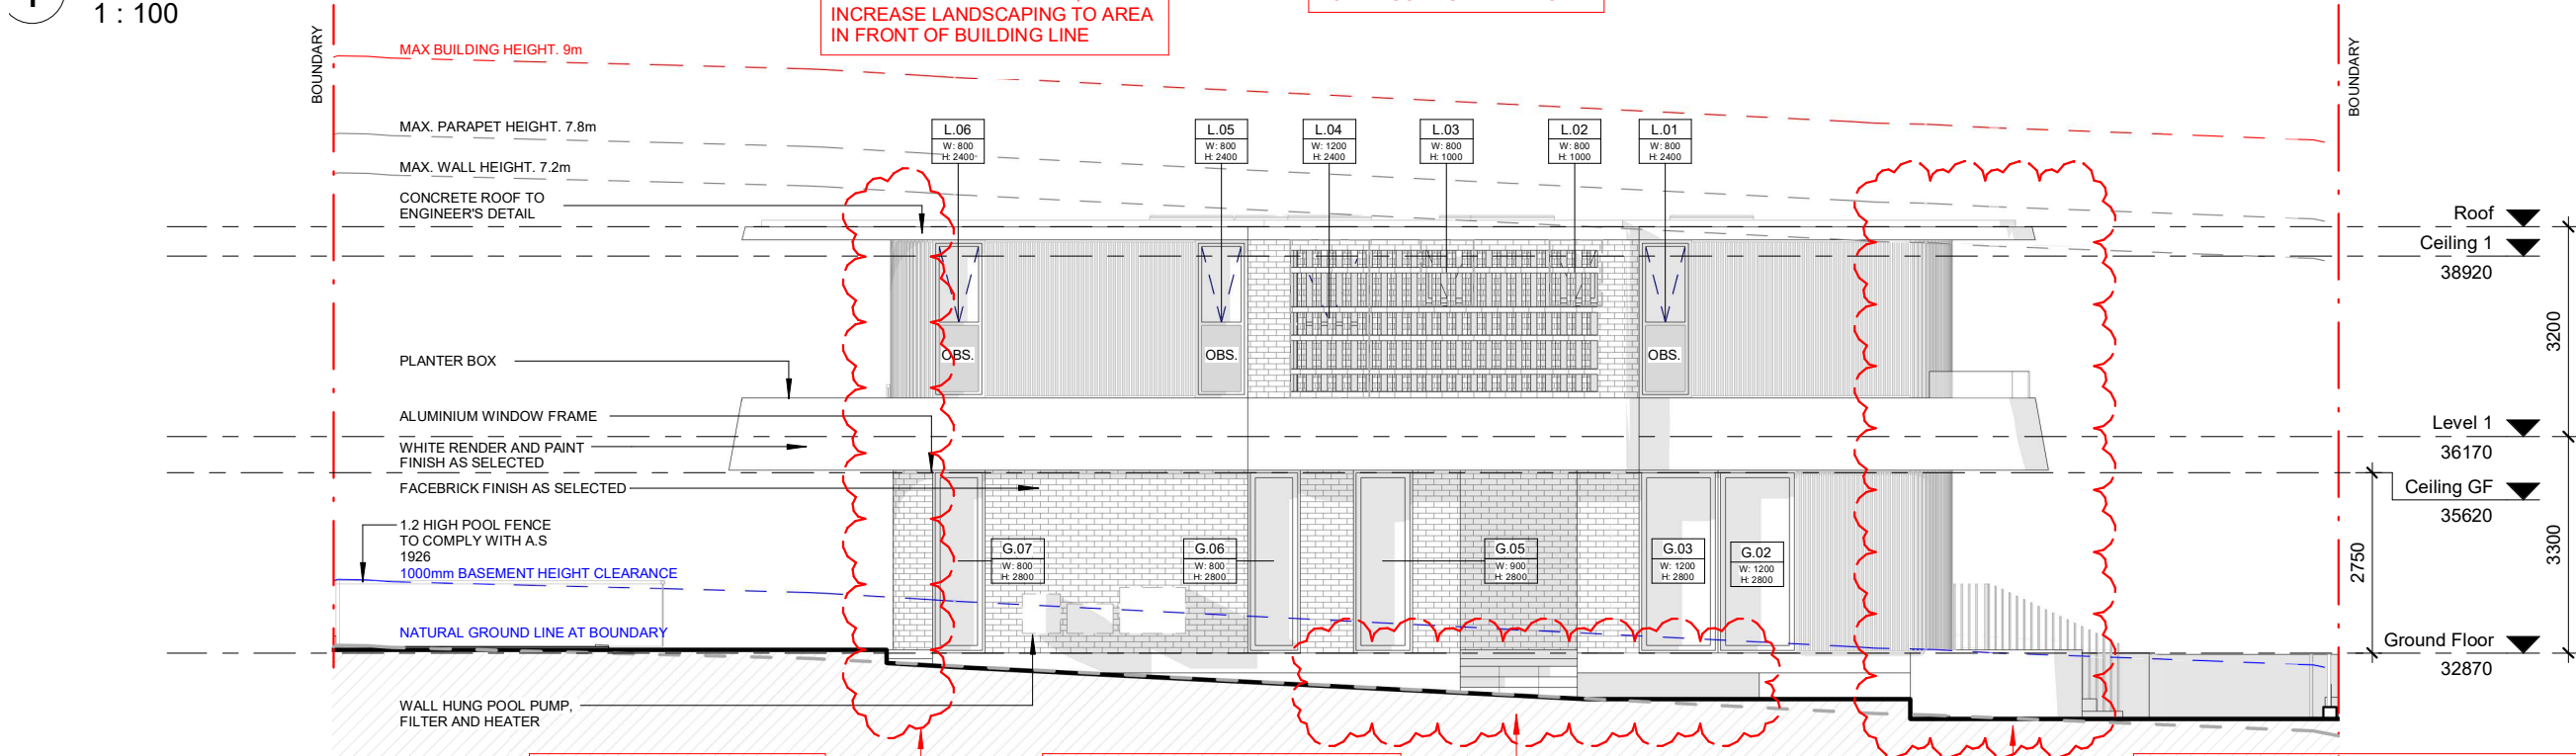 1 : 100
INCREASE LANDSCAPING TO AREA
IN FRONT OF BUILDING LINE
BOUNDARY
BOUNDARY
MAX BUILDING HEIGHT. 9m
MAX. PARAPET HEIGHT. 7.8m
MAX. WALL HEIGHT. 7.2m
CONCRETE ROOF TO
ENGINEER'S DETAIL
PLANTER BOX
ALUMINIUM WINDOW FRAME
WHITE RENDER AND PAINT
FINISH AS SELECTED
FACEBRICK FINISH AS SELECTED
1.2 HIGH POOL FENCE
TO COMPLY WITH A.S
1926
1000mm BASEMENT HEIGHT CLEARANCE
NATURAL GROUND LINE AT BOUNDARY
WALL HUNG POOL PUMP,
FILTER AND HEATER
L.06
W: 800
H: 2400
L.05
W: 800
H: 2400
L.04
W: 1200
H: 2400
L.03
W: 800
H: 1000
L.02
W: 800
H: 1000
L.01
W: 800
H: 2400
OBS.
OBS.
OBS.
G.07
W: 800
H: 2800
G.06
W: 800
H: 2800
G.05
W: 900
H: 2800
G.03
W: 1200
H: 2800
G.02
W: 1200
H: 2800
Roof
Ceiling 1
38920
3200
Level 1
36170
Ceiling GF
35620
2750
3300
Ground Floor
32870